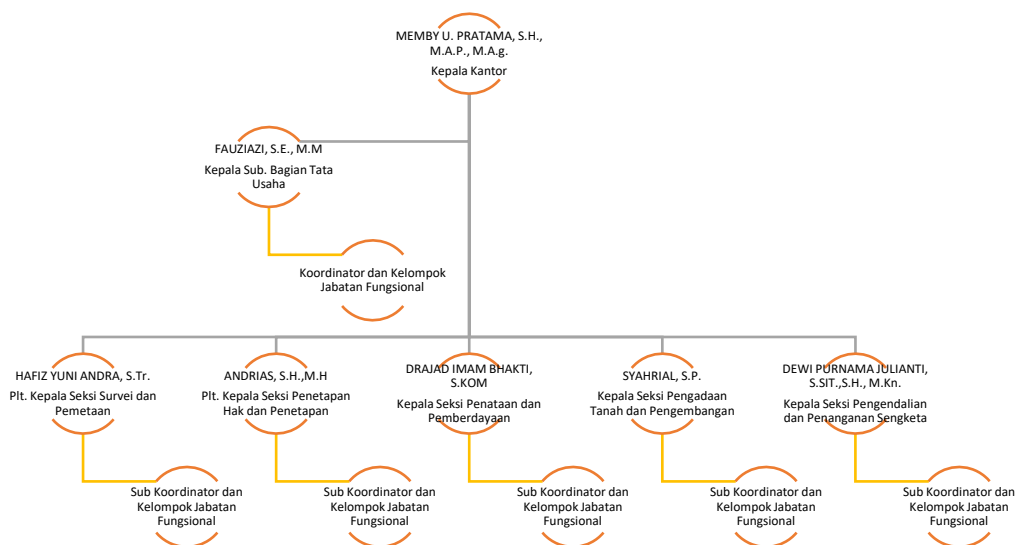 MEMBY U. PRATAMA, S.H.,
M.A.P., M.A.g.
Kepala Kantor
FAUZIAZI, S.E., M.M
Kepala Sub. Bagian Tata
Usaha
Koordinator dan Kelompok
Jabatan Fungsional
HAFIZ YUNI ANDRA, S.Tr.
Plt. Kepala Seksi Survei dan
Pemetaan
ANDRIAS, S.H.,M.H
Plt. Kepala Seksi Penetapan
Hak dan Penetapan
DRAJAD IMAM BHAKTI,
S.KOM
Kepala Seksi Penataan dan
Pemberdayaan
SYAHRIAL, S.P.
Kepala Seksi Pengadaan
Tanah dan Pengembangan
DEWI PURNAMA JULIANTI,
S.SIT.,S.H., M.Kn.
Kepala Seksi Pengendalian
dan Penanganan Sengketa
Sub Koordinator dan
Kelompok Jabatan
Fungsional
Sub Koordinator dan
Kelompok Jabatan
Fungsional
Sub Koordinator dan
Kelompok Jabatan
Fungsional
Sub Koordinator dan
Kelompok Jabatan
Fungsional
Sub Koordinator dan
Kelompok Jabatan
Fungsional